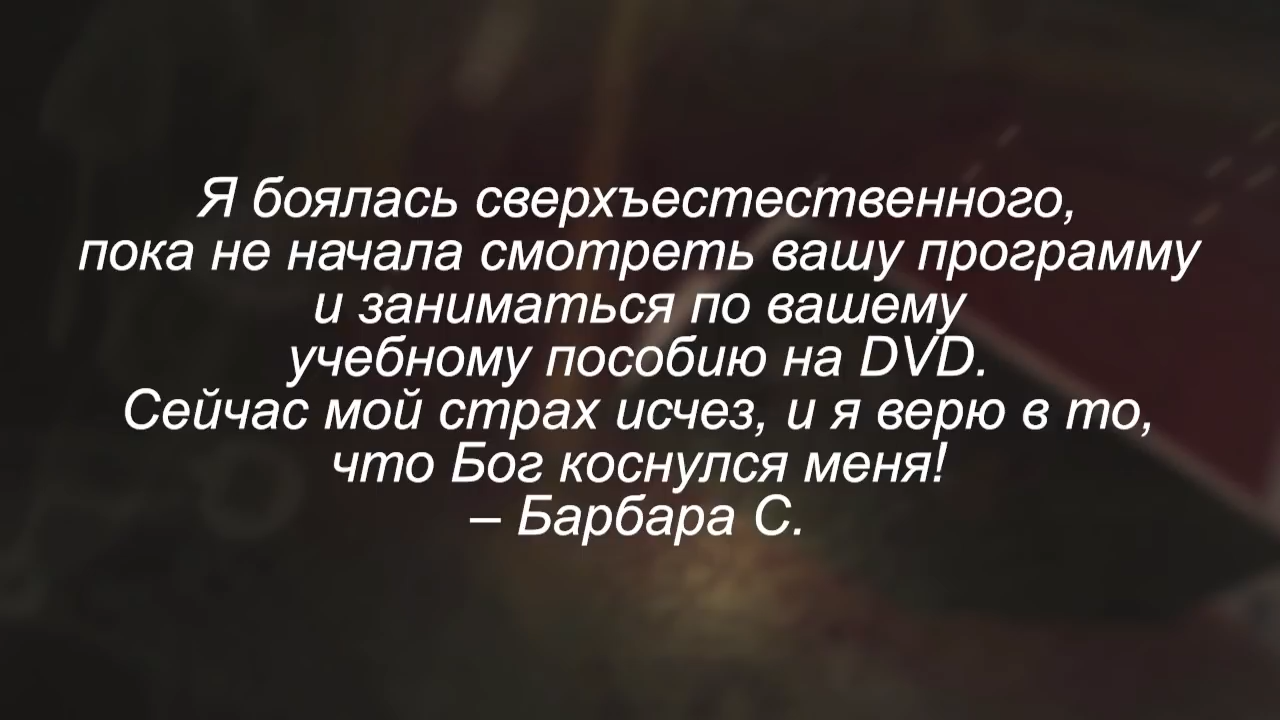 Я боялась сверхъестественного,
пока не начала смотреть вашу программу
и заниматься по вашему
учебному пособию на DVD.
Сейчас мой страх исчез, и я верю в то,
что Бог коснулся меня!
– Барбара С.